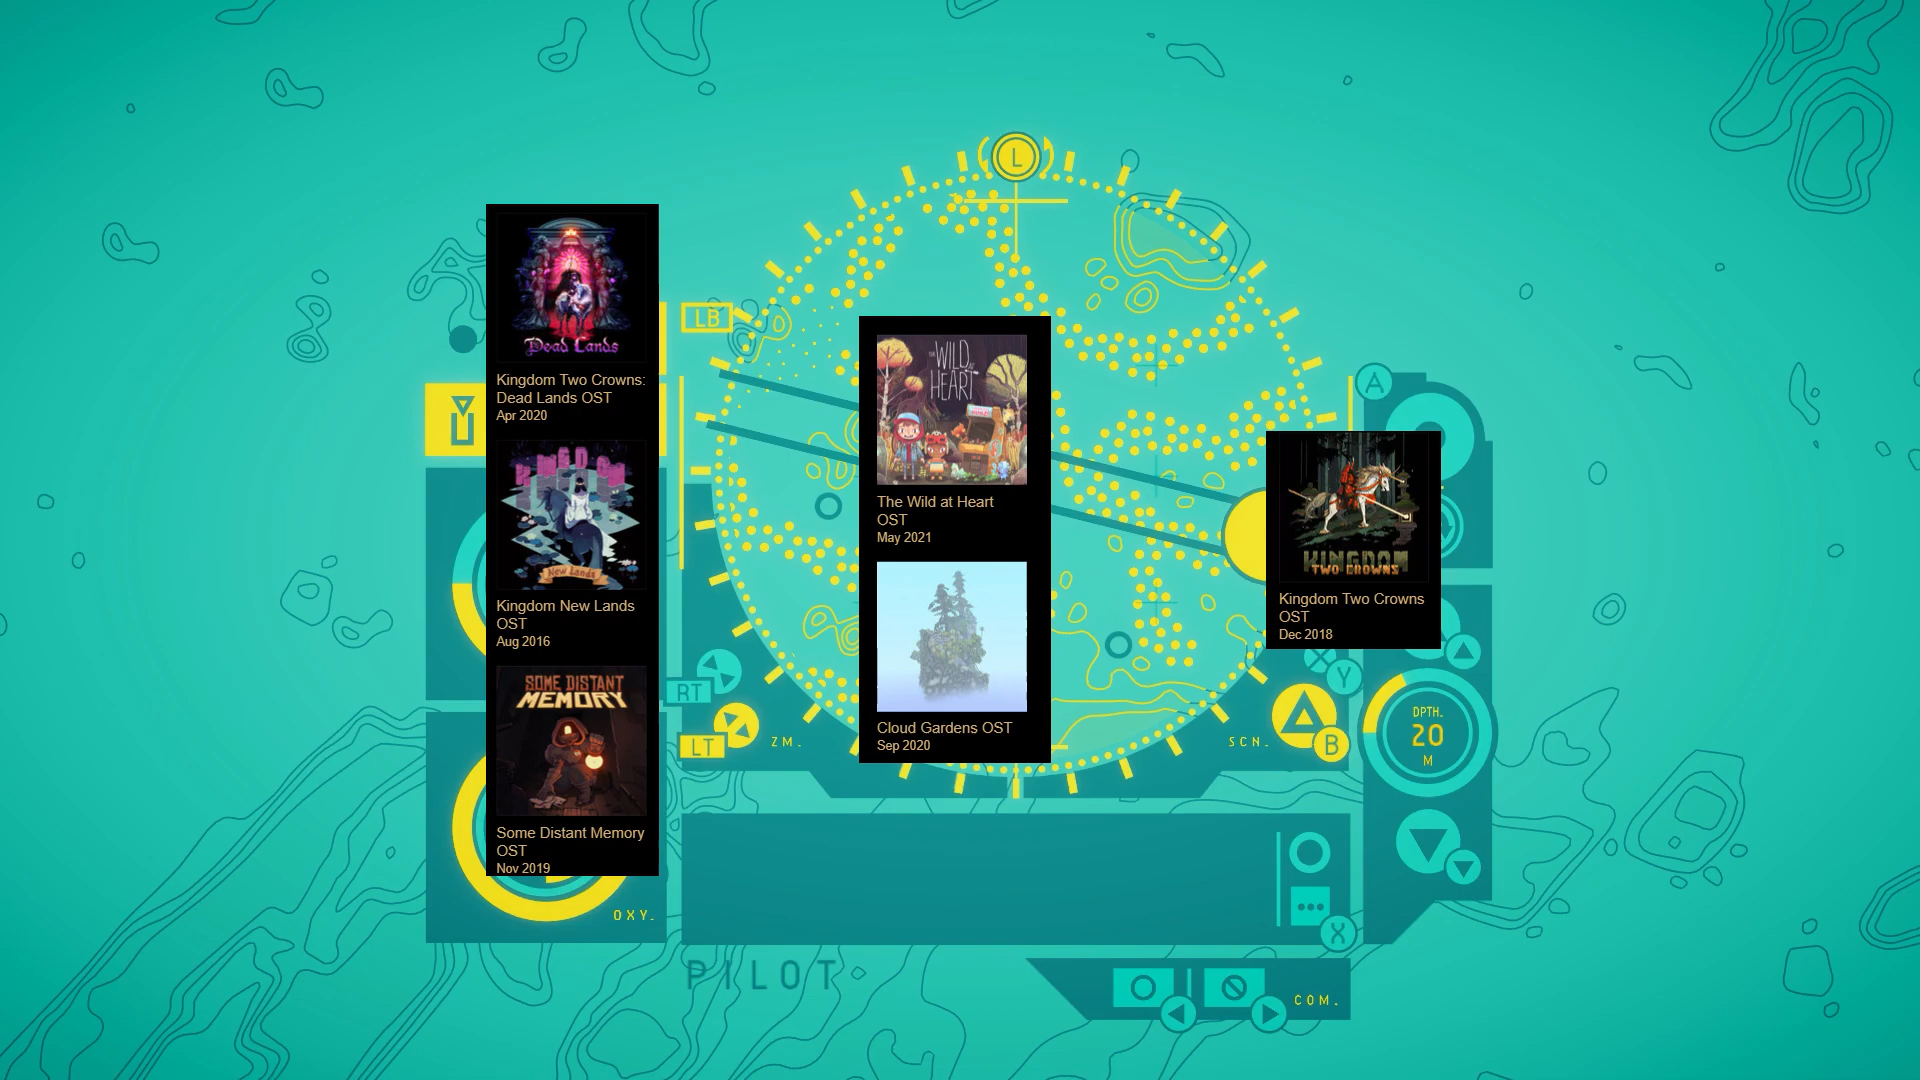 L
LB
A
Dead Lands
Kingdom Two Crowns:
Dead Lands OST
Apr 2020
KINGDOM
New Lands
Kingdom New Lands
OST
Aug 2016
SOME DISTANT
MEMORY
Some Distant Memory
OST
Nov 2019
THE WILD AT HEART
The Wild at Heart
OST
May 2021
Cloud Gardens OST
Sep 2020
KINGDOM
TWO CROWNS
Kingdom Two Crowns
OST
Dec 2018
X
Y
RT
LT
ZM.
SCN.
B
DPTH.
20
M
OXY.
X
PILOT
COM.